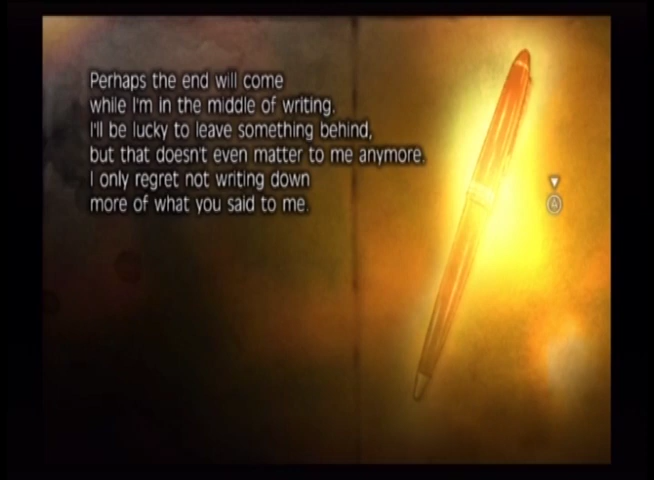 Perhaps the end will come
while I'm in the middle of writing.
I'll be lucky to leave something behind,
but that doesn't even matter to me anymore.
I only regret not writing down
more of what you said to me.